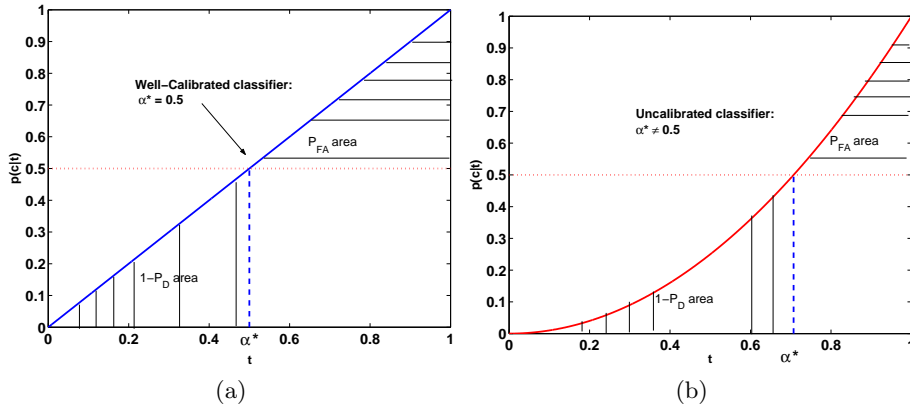 1
0.9
0.8
0.7
0.6
0.5
0.4
0.3
0.2
0.1
0
p(c|t)
Well−Calibrated classifier:
α* = 0.5
P_FA area
1−P_D area
0 0.2 0.4 0.6 0.8 1
α*
t
(a)
1
0.9
0.8
0.7
0.6
0.5
0.4
0.3
0.2
0.1
0
p(c|t)
Uncalibrated classifier:
α* ≠ 0.5
P_FA area
1−P_D area
0 0.2 0.4 0.6 0.8 1
α*
t
(b)